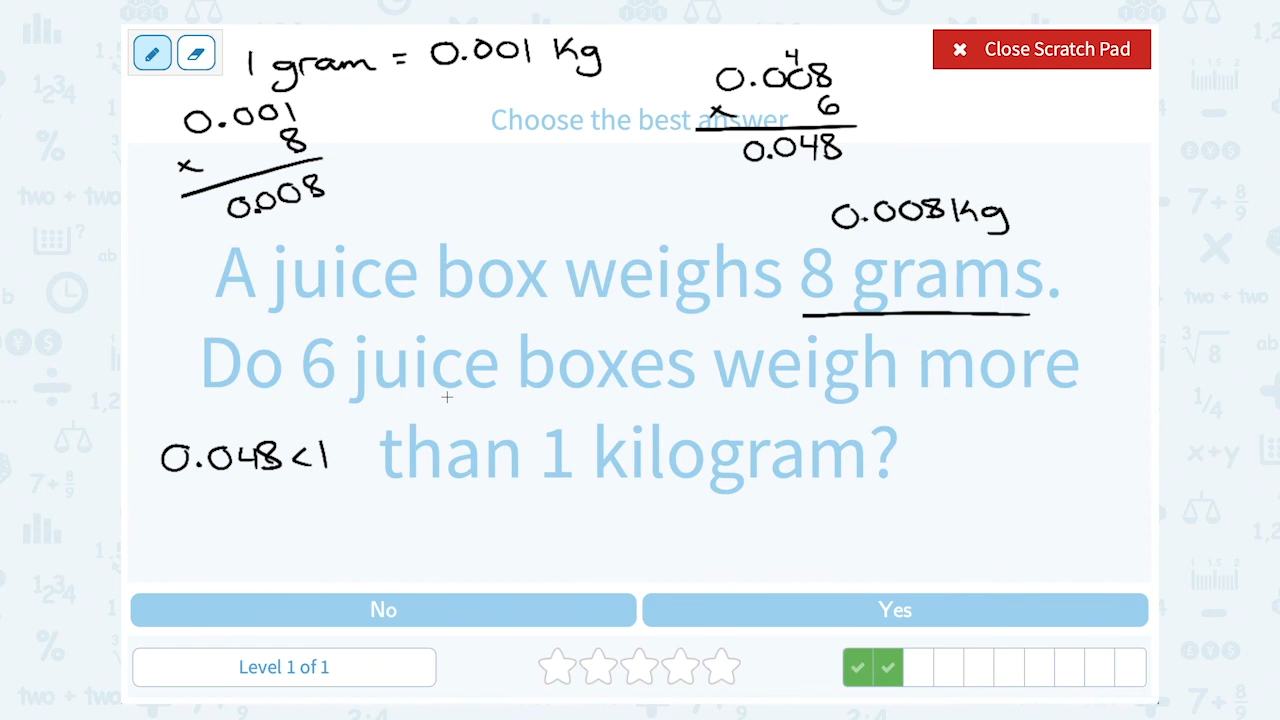 1 gram = 0.001 Kg
Close Scratch Pad
0.001
x 8
0.008
4
0.008
x 6
0.048
Choose the best answer
0.008Kg
A juice box weighs 8 grams.
Do 6 juice boxes weigh more
than 1 kilogram?
0.048<1
No
Yes
Level 1 of 1